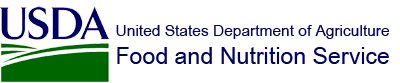 USDA
United States Department of Agriculture
Food and Nutrition Service